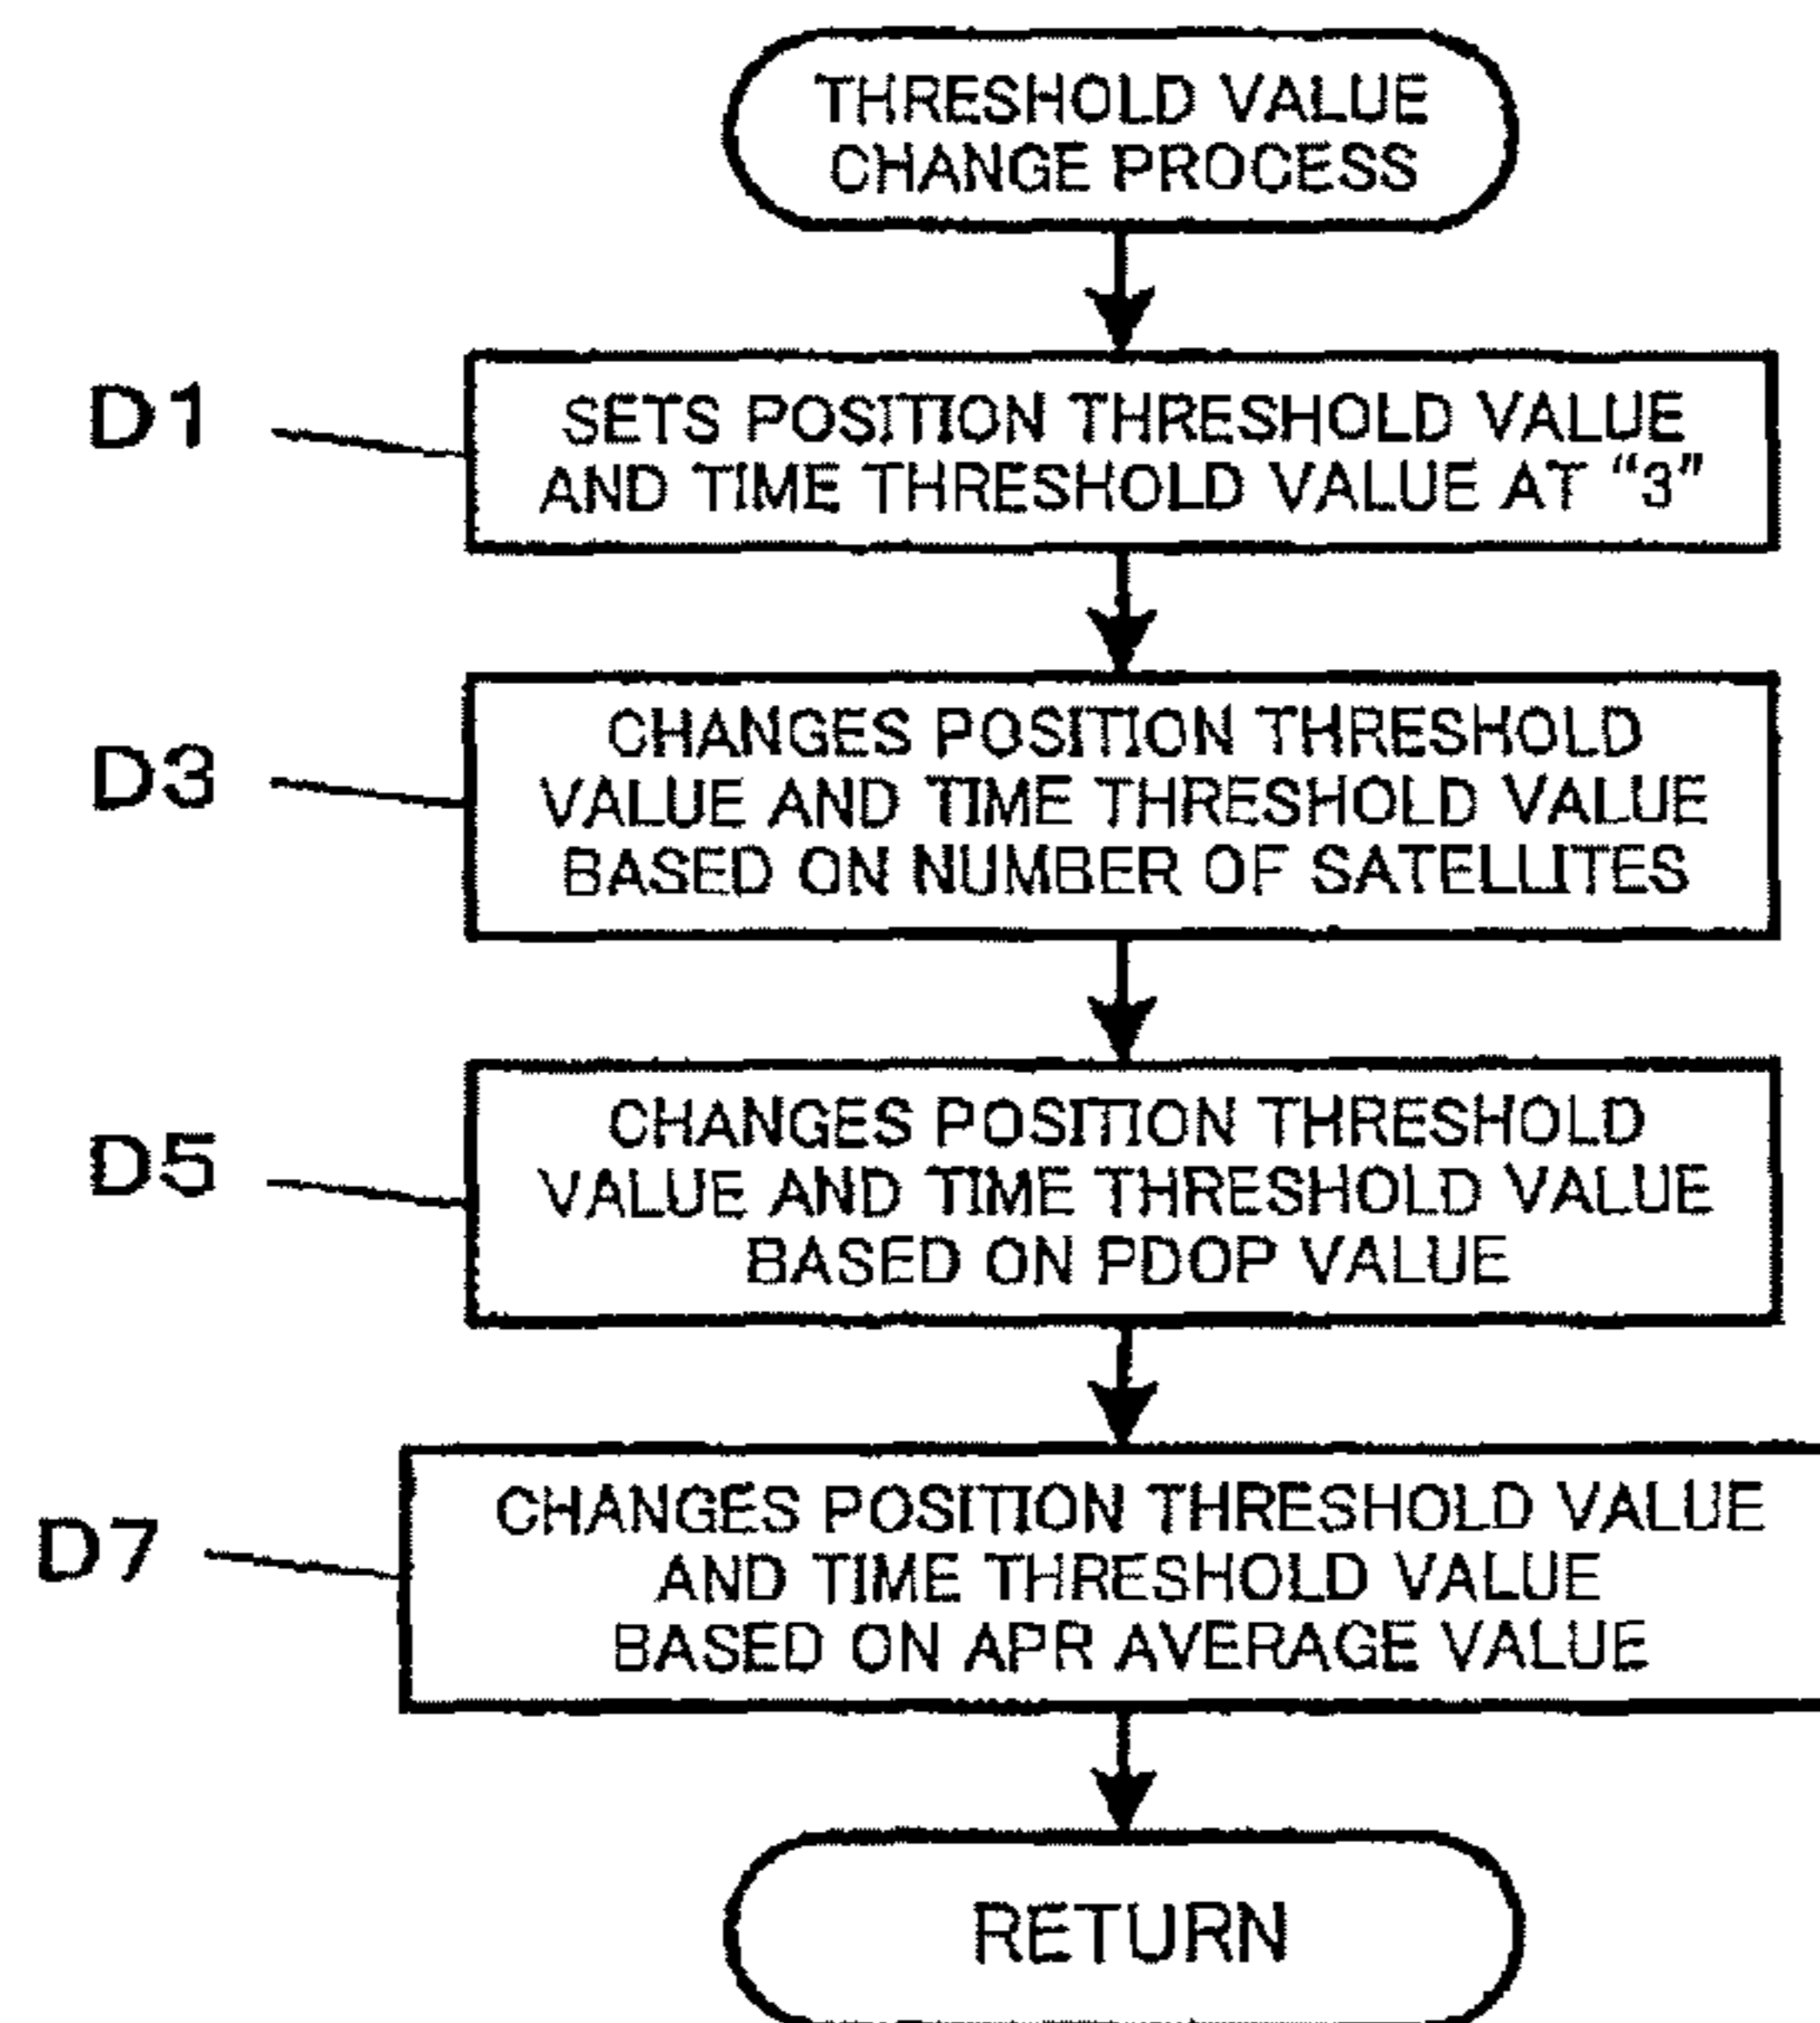 THRESHOLD VALUE
CHANGE PROCESS
D1
SETS POSITION THRESHOLD VALUE
AND TIME THRESHOLD VALUE AT “3”
D3
CHANGES POSITION THRESHOLD
VALUE AND TIME THRESHOLD VALUE
BASED ON NUMBER OF SATELLITES
D5
CHANGES POSITION THRESHOLD
VALUE AND TIME THRESHOLD VALUE
BASED ON PDOP VALUE
D7
CHANGES POSITION THRESHOLD VALUE
AND TIME THRESHOLD VALUE
BASED ON APR AVERAGE VALUE
RETURN